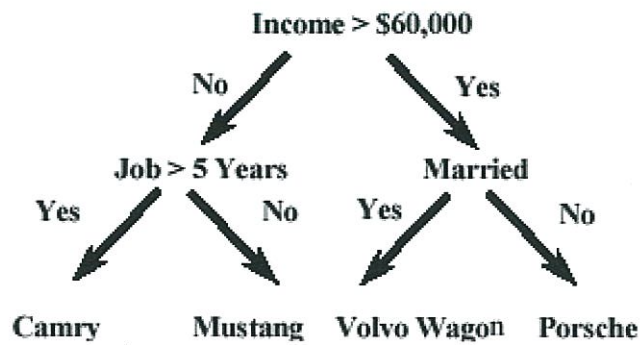 Income > $60,000
No
Yes
Job > 5 Years
Married
Yes
No
Yes
No
Camry
Mustang
Volvo Wagon
Porsche